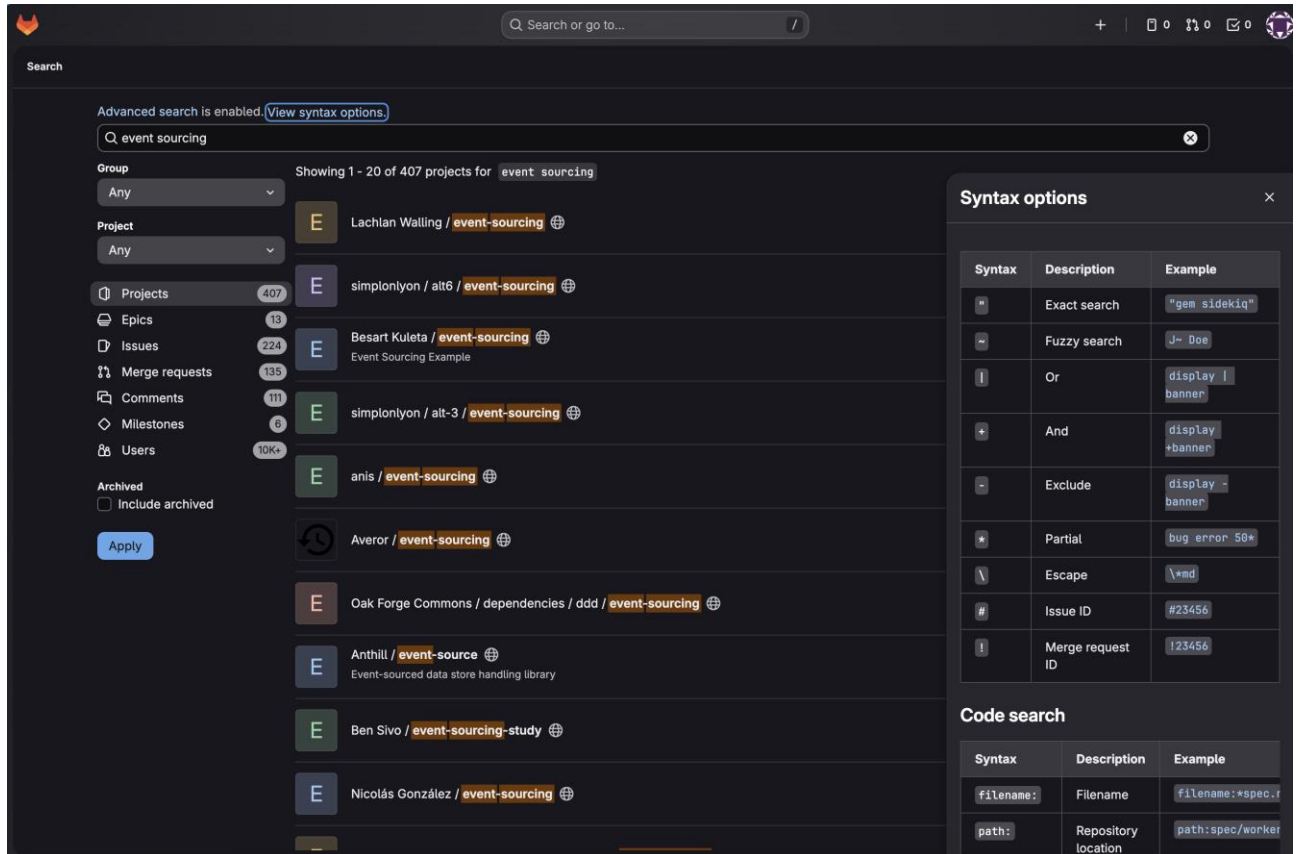 Search or go to...
/
0
0
0
Search
Advanced search is enabled. View syntax options.
event sourcing
Group
Any
Project
Any
Projects 407
Epics 13
Issues 224
Merge requests 135
Comments 111
Milestones 6
Users 10K+
Archived
Include archived
Apply
Showing 1 - 20 of 407 projects for event sourcing
E
Lachlan Walling / event-sourcing
E
simplonlyon / alt6 / event-sourcing
E
Besart Kuleta / event-sourcing
Event Sourcing Example
E
simplonlyon / alt-3 / event-sourcing
E
anis / event-sourcing
Averor / event-sourcing
E
Oak Forge Commons / dependencies / ddd / event-sourcing
E
Anthill / event-source
Event-sourced data store handling library
E
Ben Sivo / event-sourcing-study
E
Nicolás González / event-sourcing
Syntax options
Syntax Description Example
" Exact search "gem sidekiq"
~ Fuzzy search J~ Doe
| Or display |
banner
+ And display
+banner
- Exclude display -
banner
* Partial bug error 50*
\ Escape \*md
# Issue ID #23456
! Merge request !23456
ID
Code search
Syntax Description Example
filename: Filename filename:*spec.r
path: Repository path:spec/worker
location